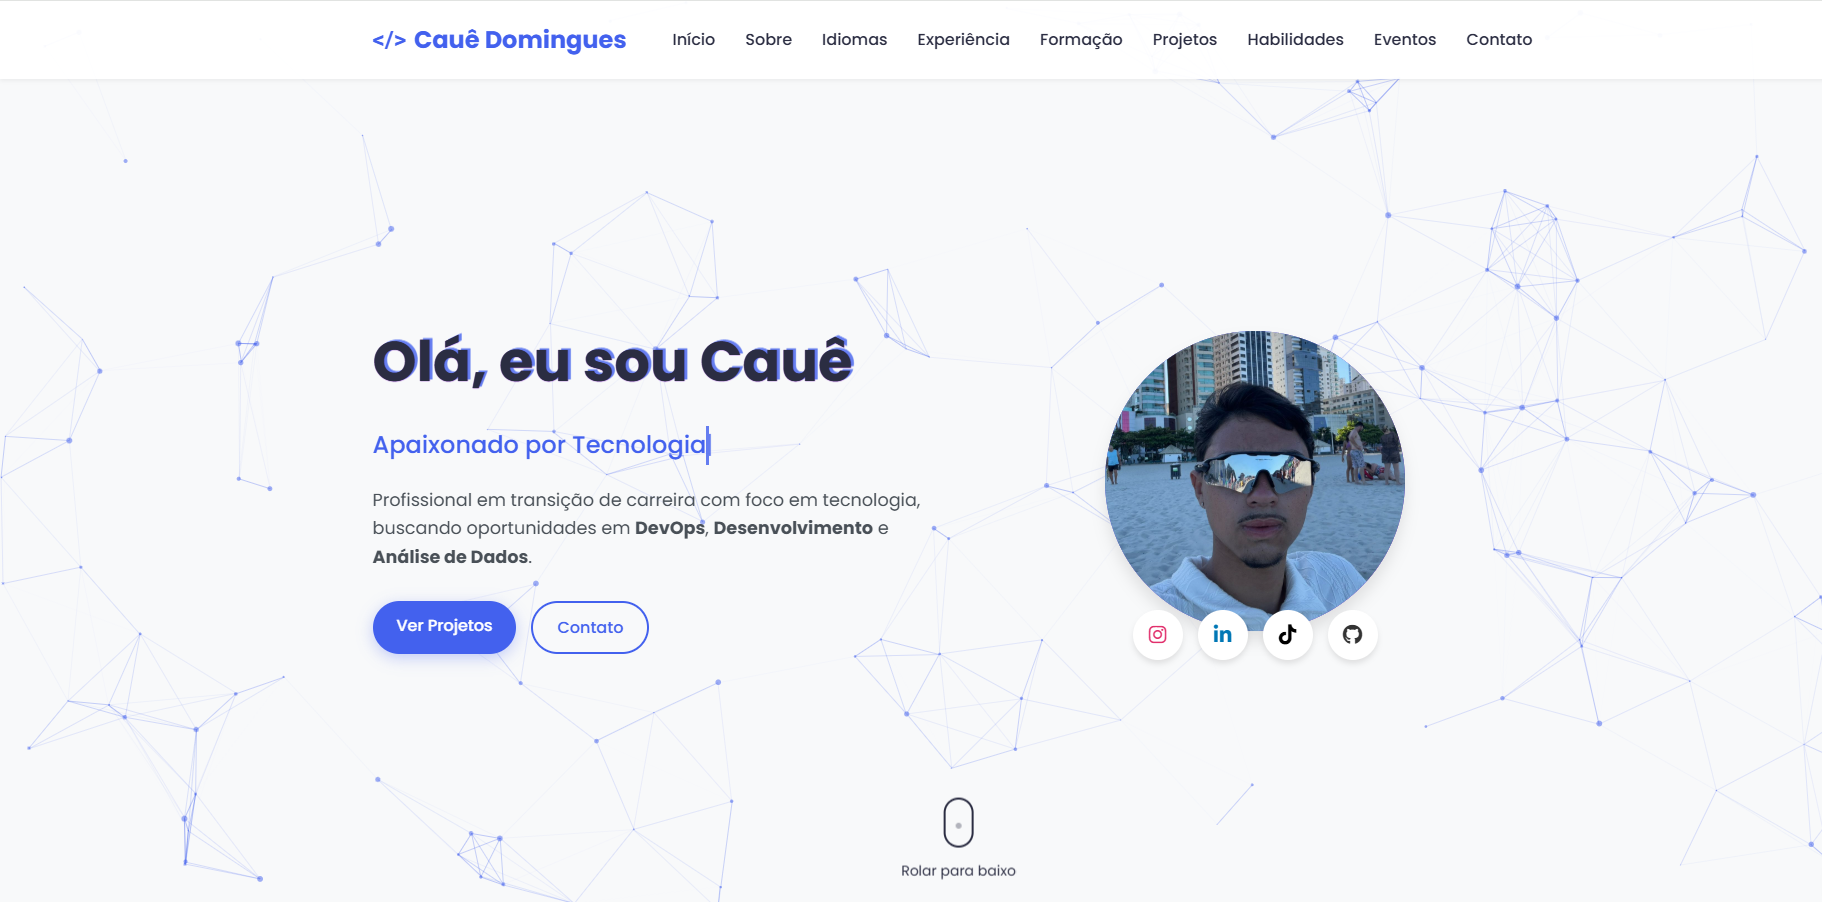 </> Cauê Domingues
Início Sobre Idiomas Experiência Formação Projetos Habilidades Eventos Contato
Olá, eu sou Cauê
Apaixonado por Tecnologia|
Profissional em transição de carreira com foco em tecnologia,
buscando oportunidades em DevOps, Desenvolvimento e
Análise de Dados.
Ver Projetos Contato
in
Rolar para baixo